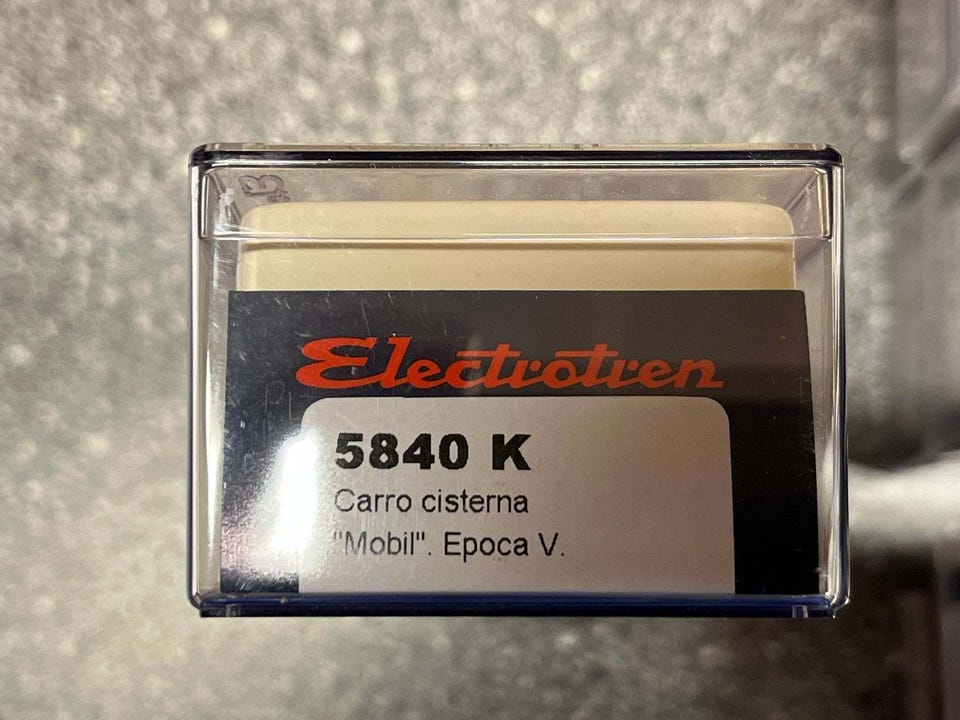 Electrotren
5840 K
Carro cisterna
"Mobil". Epoca V.